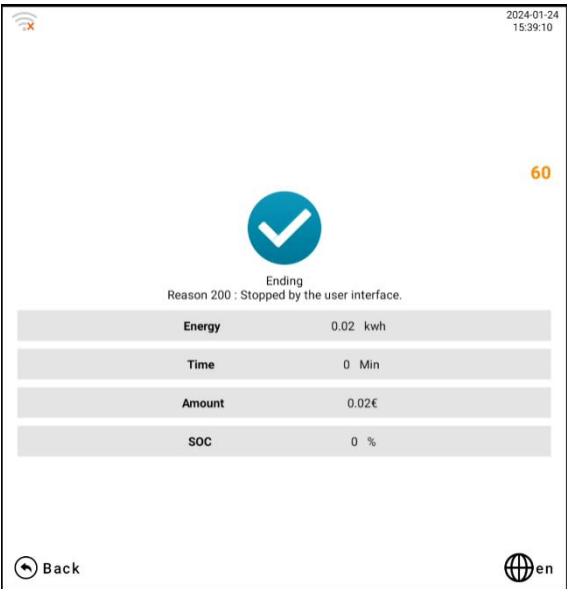 2024-01-24
15:39:10
60
Ending
Reason 200 : Stopped by the user interface.
Energy 0.02 kwh
Time 0 Min
Amount 0.02€
SOC 0 %
Back en